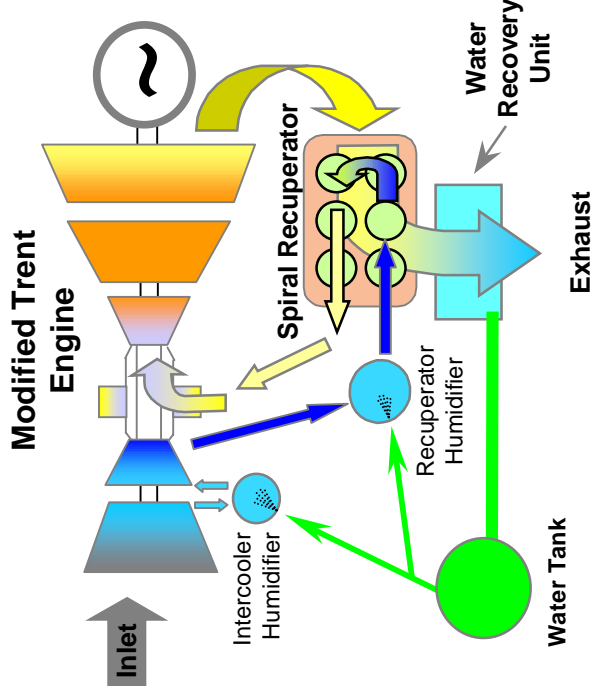 Modified Trent
Engine
Inlet
Intercooler
Humidifier
Recuperator
Humidifier
Spiral Recuperator
Water
Recovery
Unit
Exhaust
Water Tank
~